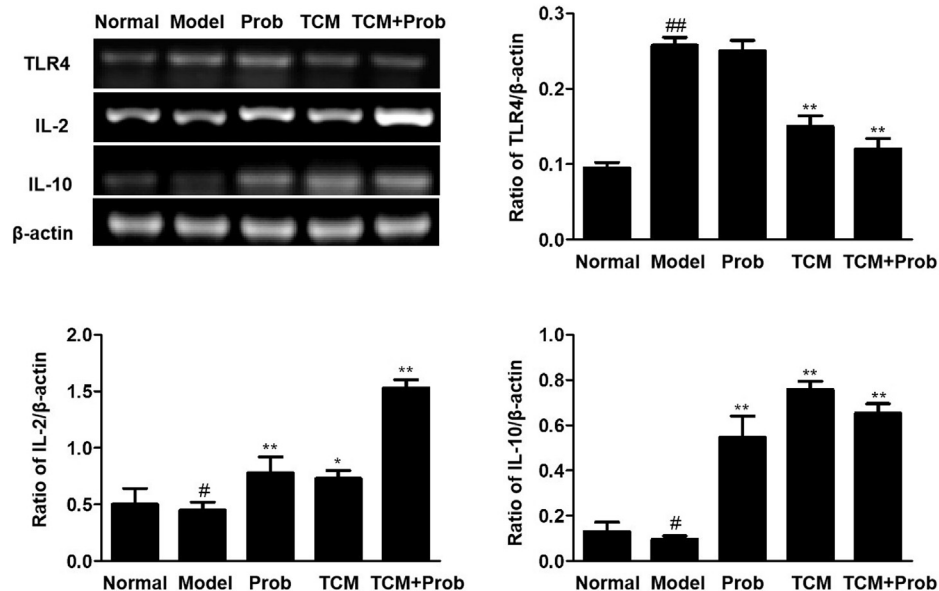 Normal Model Prob TCM TCM+Prob
TLR4
IL-2
IL-10
β-actin
Ratio of TLR4/β-actin
0.3
0.2
0.1
0.0
##
**
**
Normal Model Prob TCM TCM+Prob
Ratio of IL-2/β-actin
2.0
1.5
1.0
0.5
0.0
#
**
*
**
Normal Model Prob TCM TCM+Prob
Ratio of IL-10/β-actin
1.0
0.8
0.6
0.4
0.2
0.0
#
**
**
**
Normal Model Prob TCM TCM+Prob